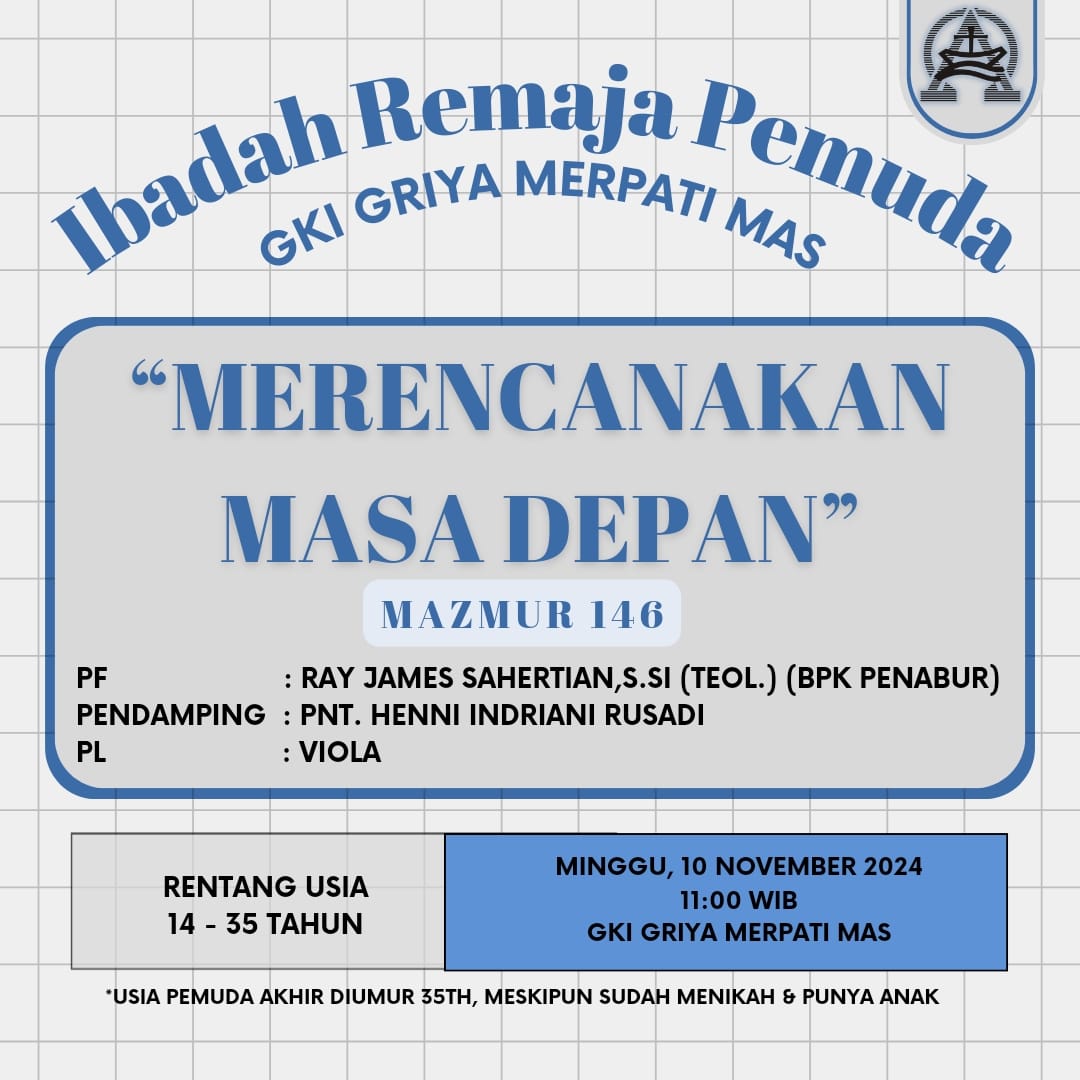 Ibadah Remaja Pemuda
GKI GRIYA MERPATI MAS
“MERENCANAKAN
MASA DEPAN”
MAZMUR 146
PF : RAY JAMES SAHERTIAN,S.SI (TEOL.) (BPK PENABUR)
PENDAMPING : PNT. HENNI INDRIANI RUSADI
PL : VIOLA
RENTANG USIA
14 - 35 TAHUN
MINGGU, 10 NOVEMBER 2024
11:00 WIB
GKI GRIYA MERPATI MAS
*USIA PEMUDA AKHIR DIUMUR 35TH, MESKIPUN SUDAH MENIKAH & PUNYA ANAK